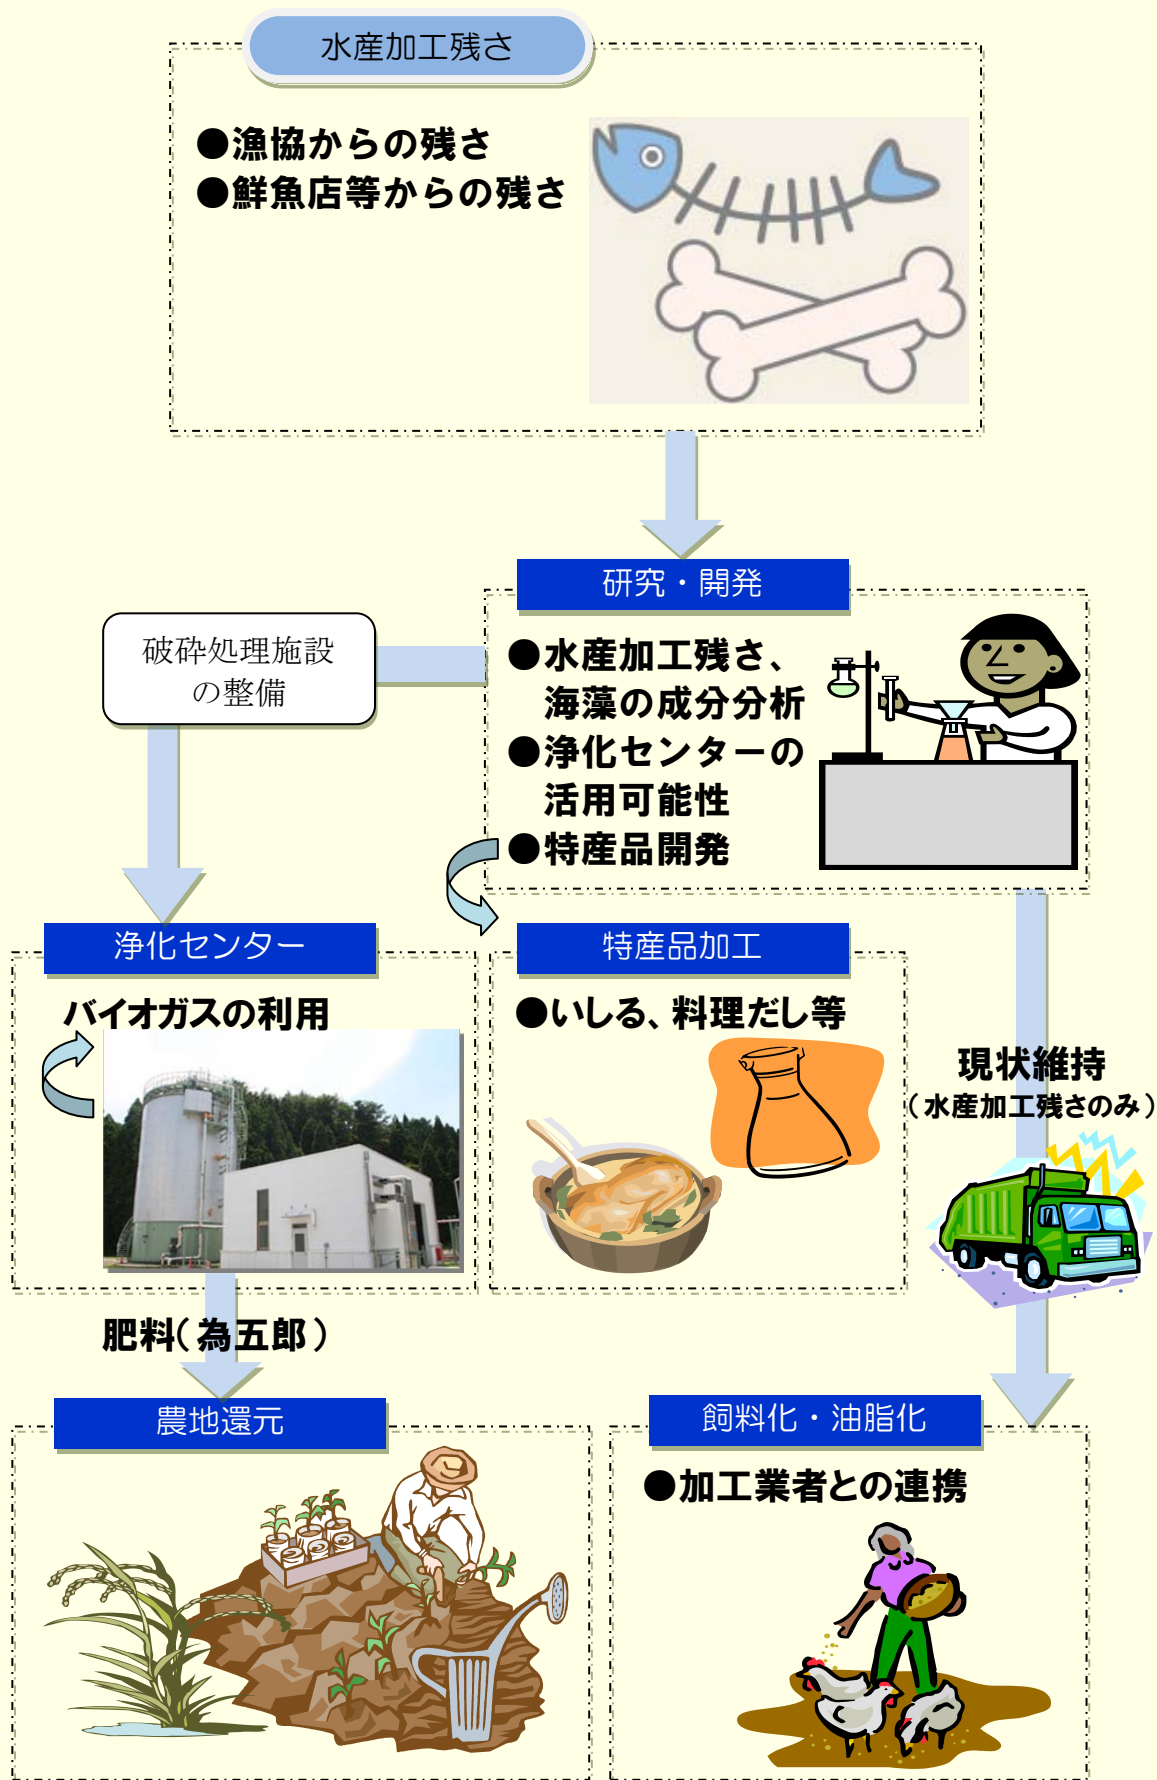 水産加工残さ
●漁協からの残さ
●鮮魚店等からの残さ
研究・開発
破砕処理施設
の整備
●水産加工残さ、
海藻の成分分析
●浄化センターの
活用可能性
●特産品開発
浄化センター
バイオガスの利用
特産品加工
●いしる、料理だし等
現状維持
（水産加工残さのみ）
肥料（為五郎）
農地還元
飼料化・油脂化
●加工業者との連携